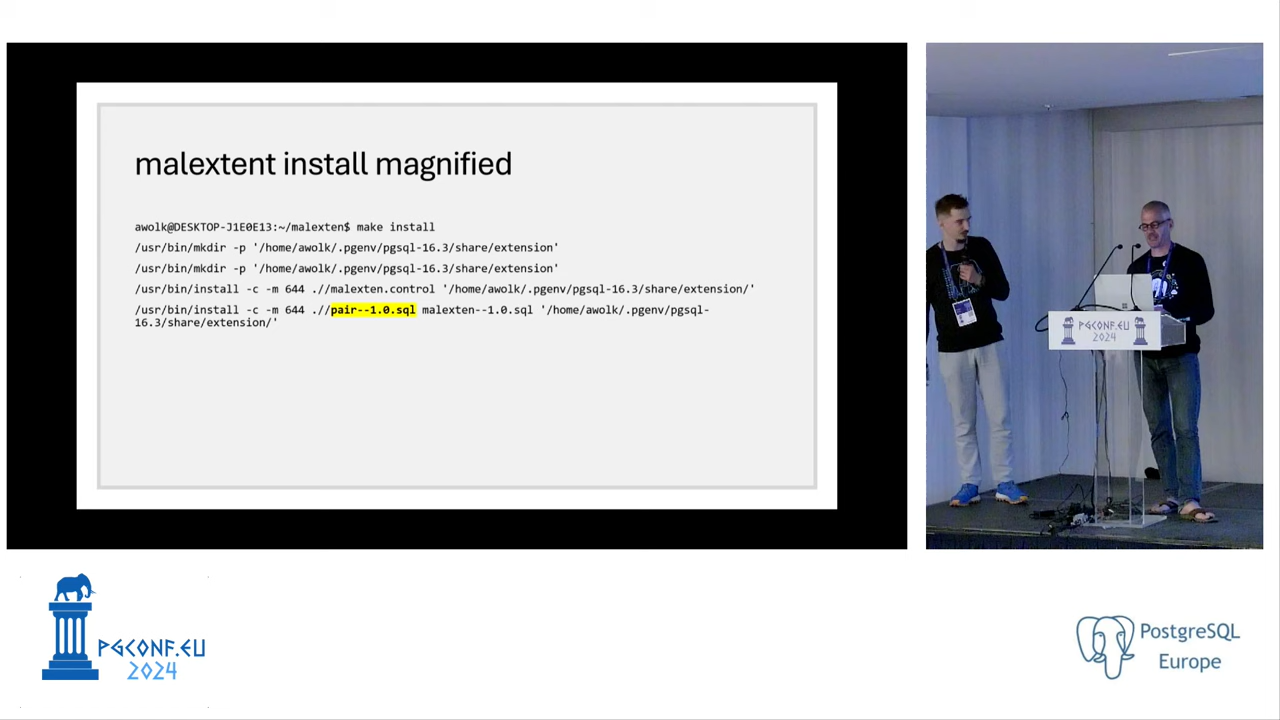 malextent install magnified
awolk@DESKTOP-J1E0E13:~/malexten$ make install
/usr/bin/mkdir -p '/home/awolk/.pgenv/pgsql-16.3/share/extension'
/usr/bin/mkdir -p '/home/awolk/.pgenv/pgsql-16.3/share/extension'
/usr/bin/install -c -m 644 .//malexten.control '/home/awolk/.pgenv/pgsql-16.3/share/extension/'
/usr/bin/install -c -m 644 .//pair--1.0.sql malexten--1.0.sql '/home/awolk/.pgenv/pgsql-
16.3/share/extension/'
PGCONF.EU
2024
PGCONF.EU
2024
PostgreSQL
Europe